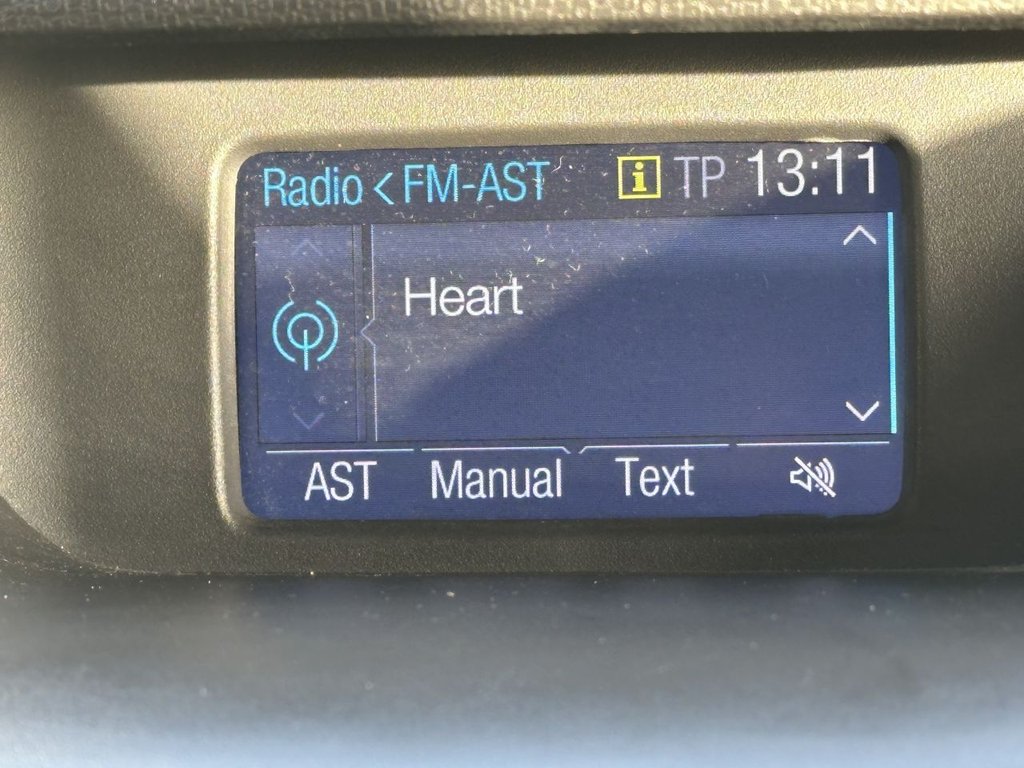 Radio < FM-AST i TP 13:11
Heart
AST Manual Text